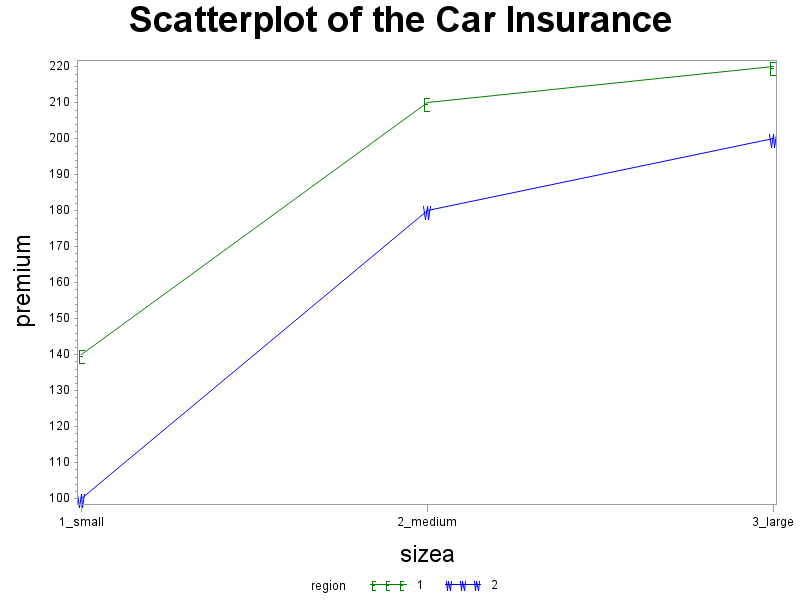 Scatterplot of the Car Insurance
premium
220
210
200
190
180
170
160
150
140
130
120
110
100
E E E
W W W
1_small 2_medium 3_large
sizea
region E E E 1 W W W 2